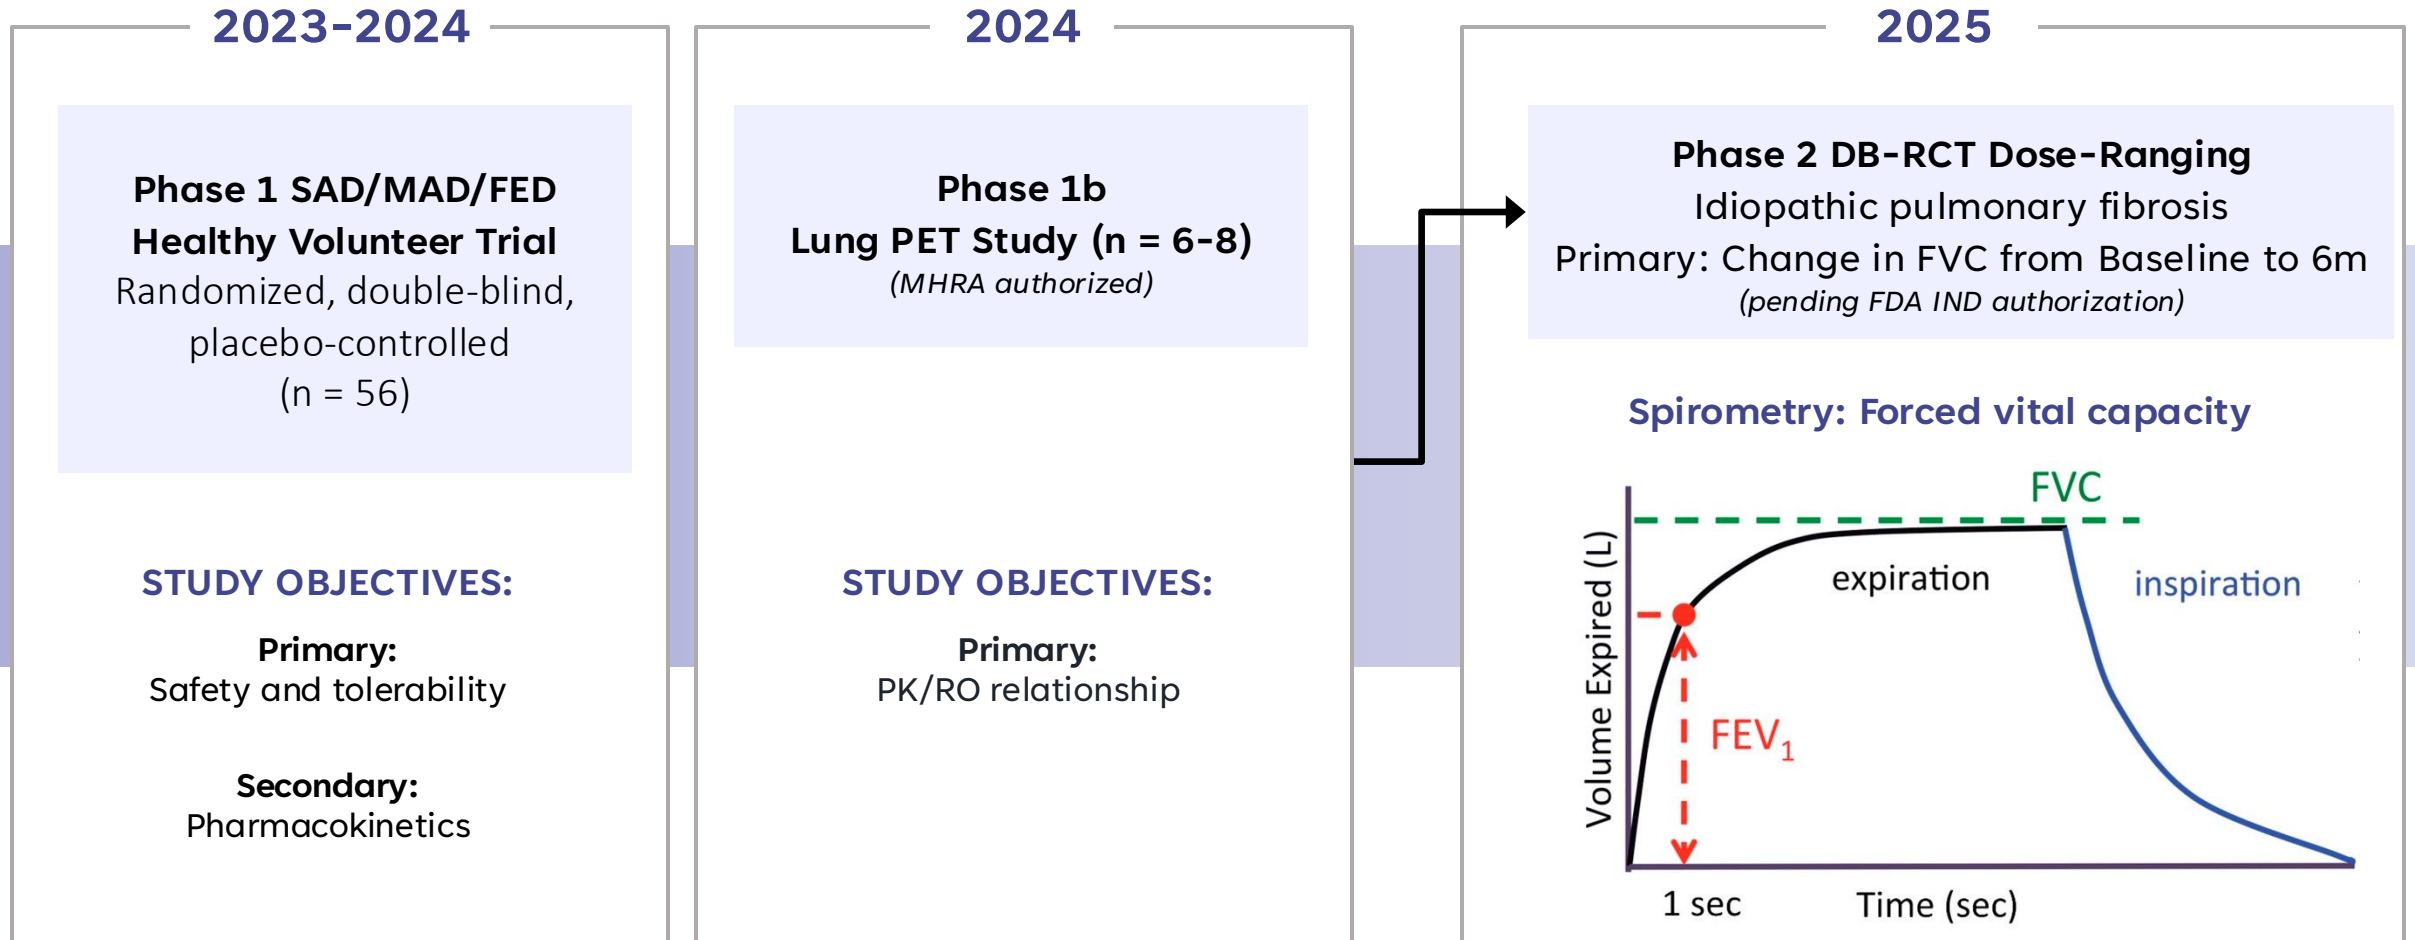 2023-2024
Phase 1 SAD/MAD/FED
Healthy Volunteer Trial
Randomized, double-blind,
placebo-controlled
(n = 56)
STUDY OBJECTIVES:
Primary:
Safety and tolerability
Secondary:
Pharmacokinetics
2024
Phase 1b
Lung PET Study (n = 6-8)
(MHRA authorized)
STUDY OBJECTIVES:
Primary:
PK/RO relationship
2025
Phase 2 DB-RCT Dose-Ranging
Idiopathic pulmonary fibrosis
Primary: Change in FVC from Baseline to 6m
(pending FDA IND authorization)
Spirometry: Forced vital capacity
FVC
expiration
inspiration
Volume Expired (L)
FEV1
1 sec
Time (sec)